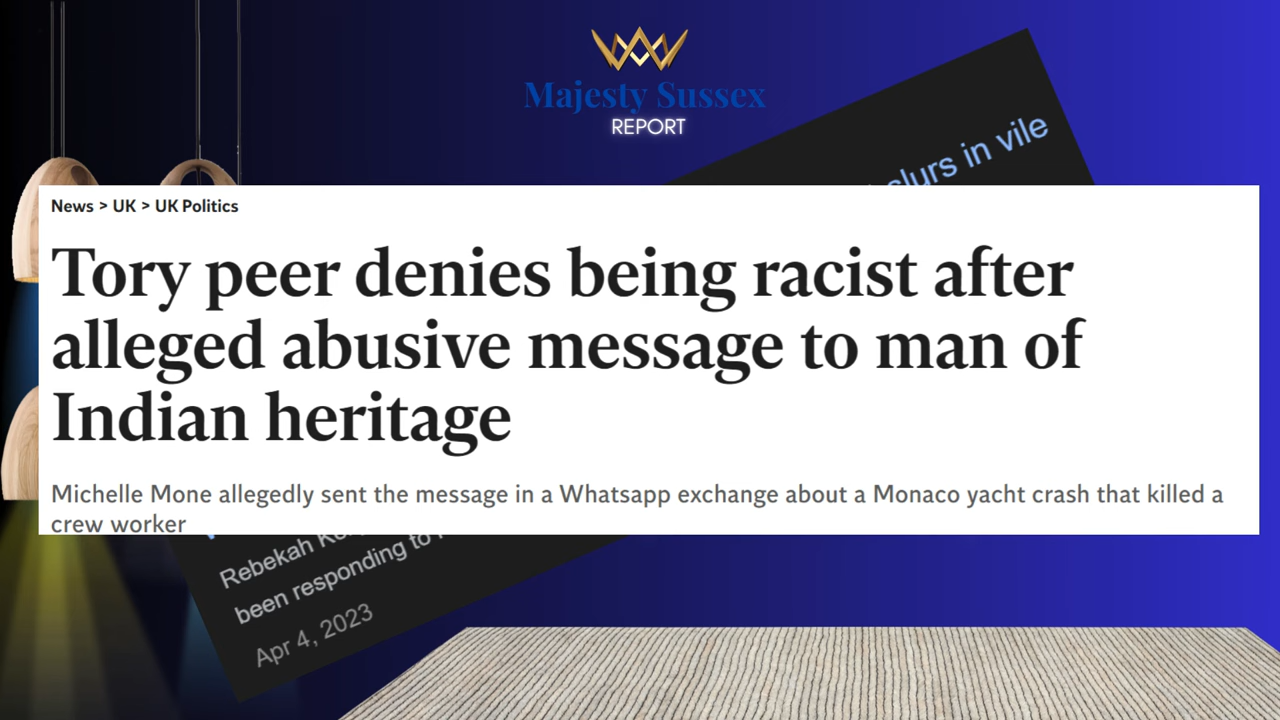 Majesty Sussex
REPORT
slurs in vile
News > UK > UK Politics
Tory peer denies being racist after
alleged abusive message to man of
Indian heritage
Michelle Mone allegedly sent the message in a Whatsapp exchange about a Monaco yacht crash that killed a
crew worker
Rebekah
been responding to
Apr 4, 2023